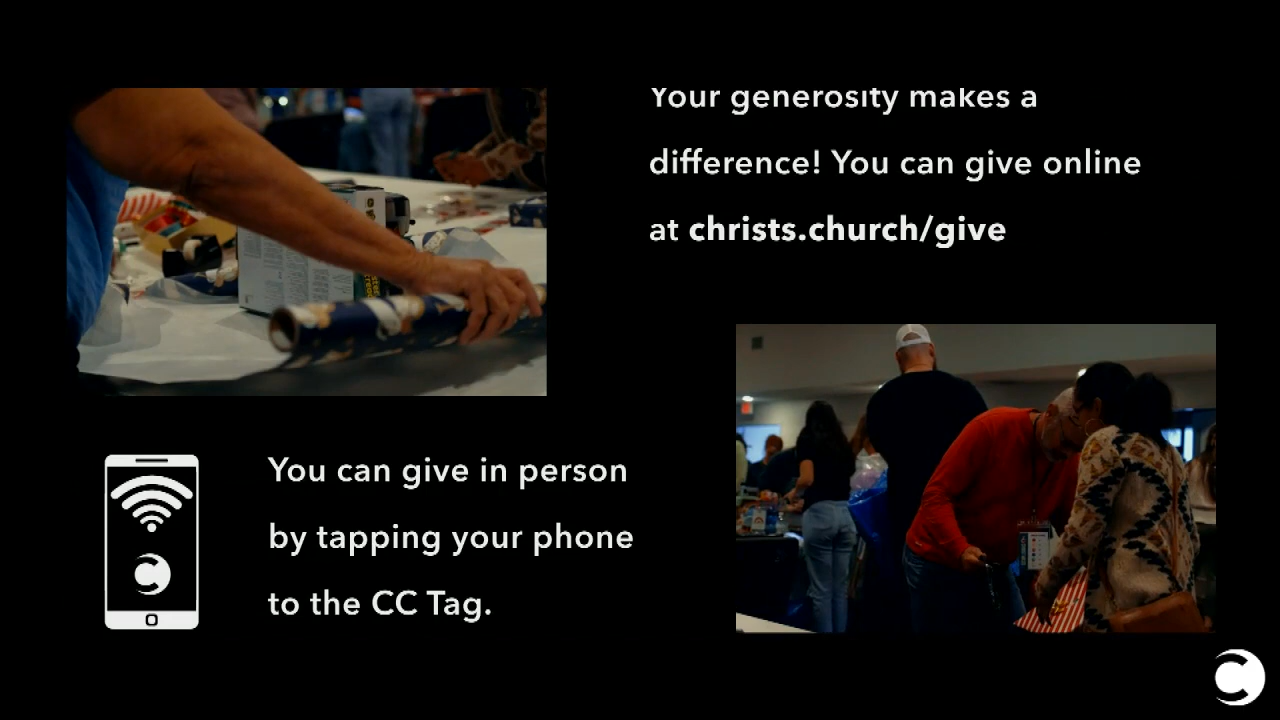 Your generosity makes a
difference! You can give online
at christs.church/give
You can give in person
by tapping your phone
to the CC Tag.